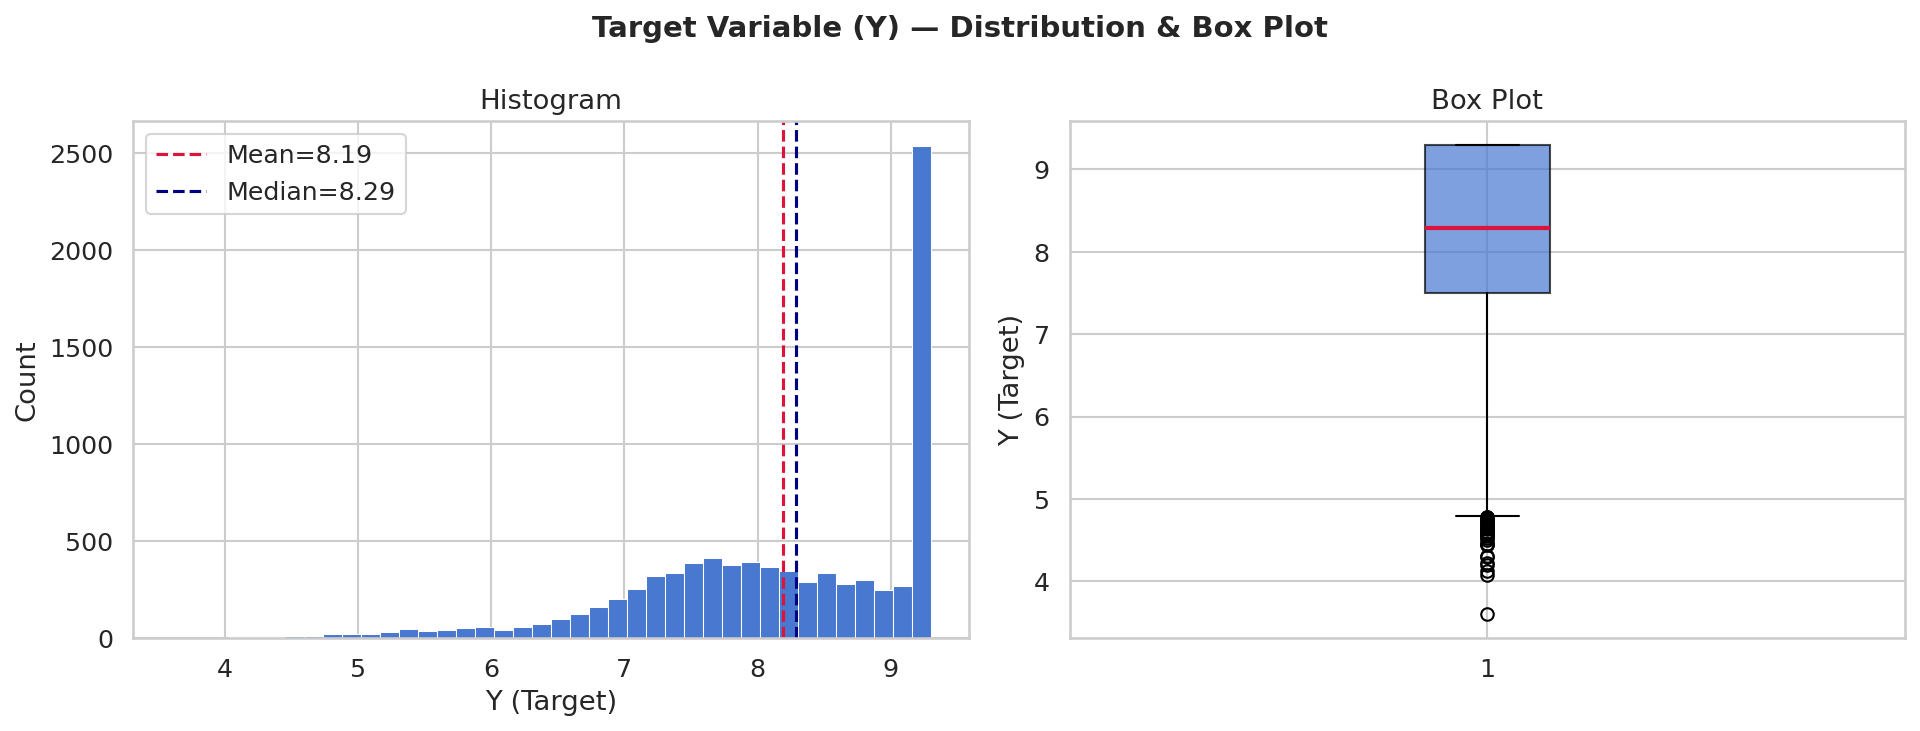 Target Variable (Y) — Distribution & Box Plot
Histogram
Mean=8.19
Median=8.29
2500
2000
1500
1000
500
0
Count
4 5 6 7 8 9
Y (Target)
Box Plot
9
8
7
6
5
4
Y (Target)
1